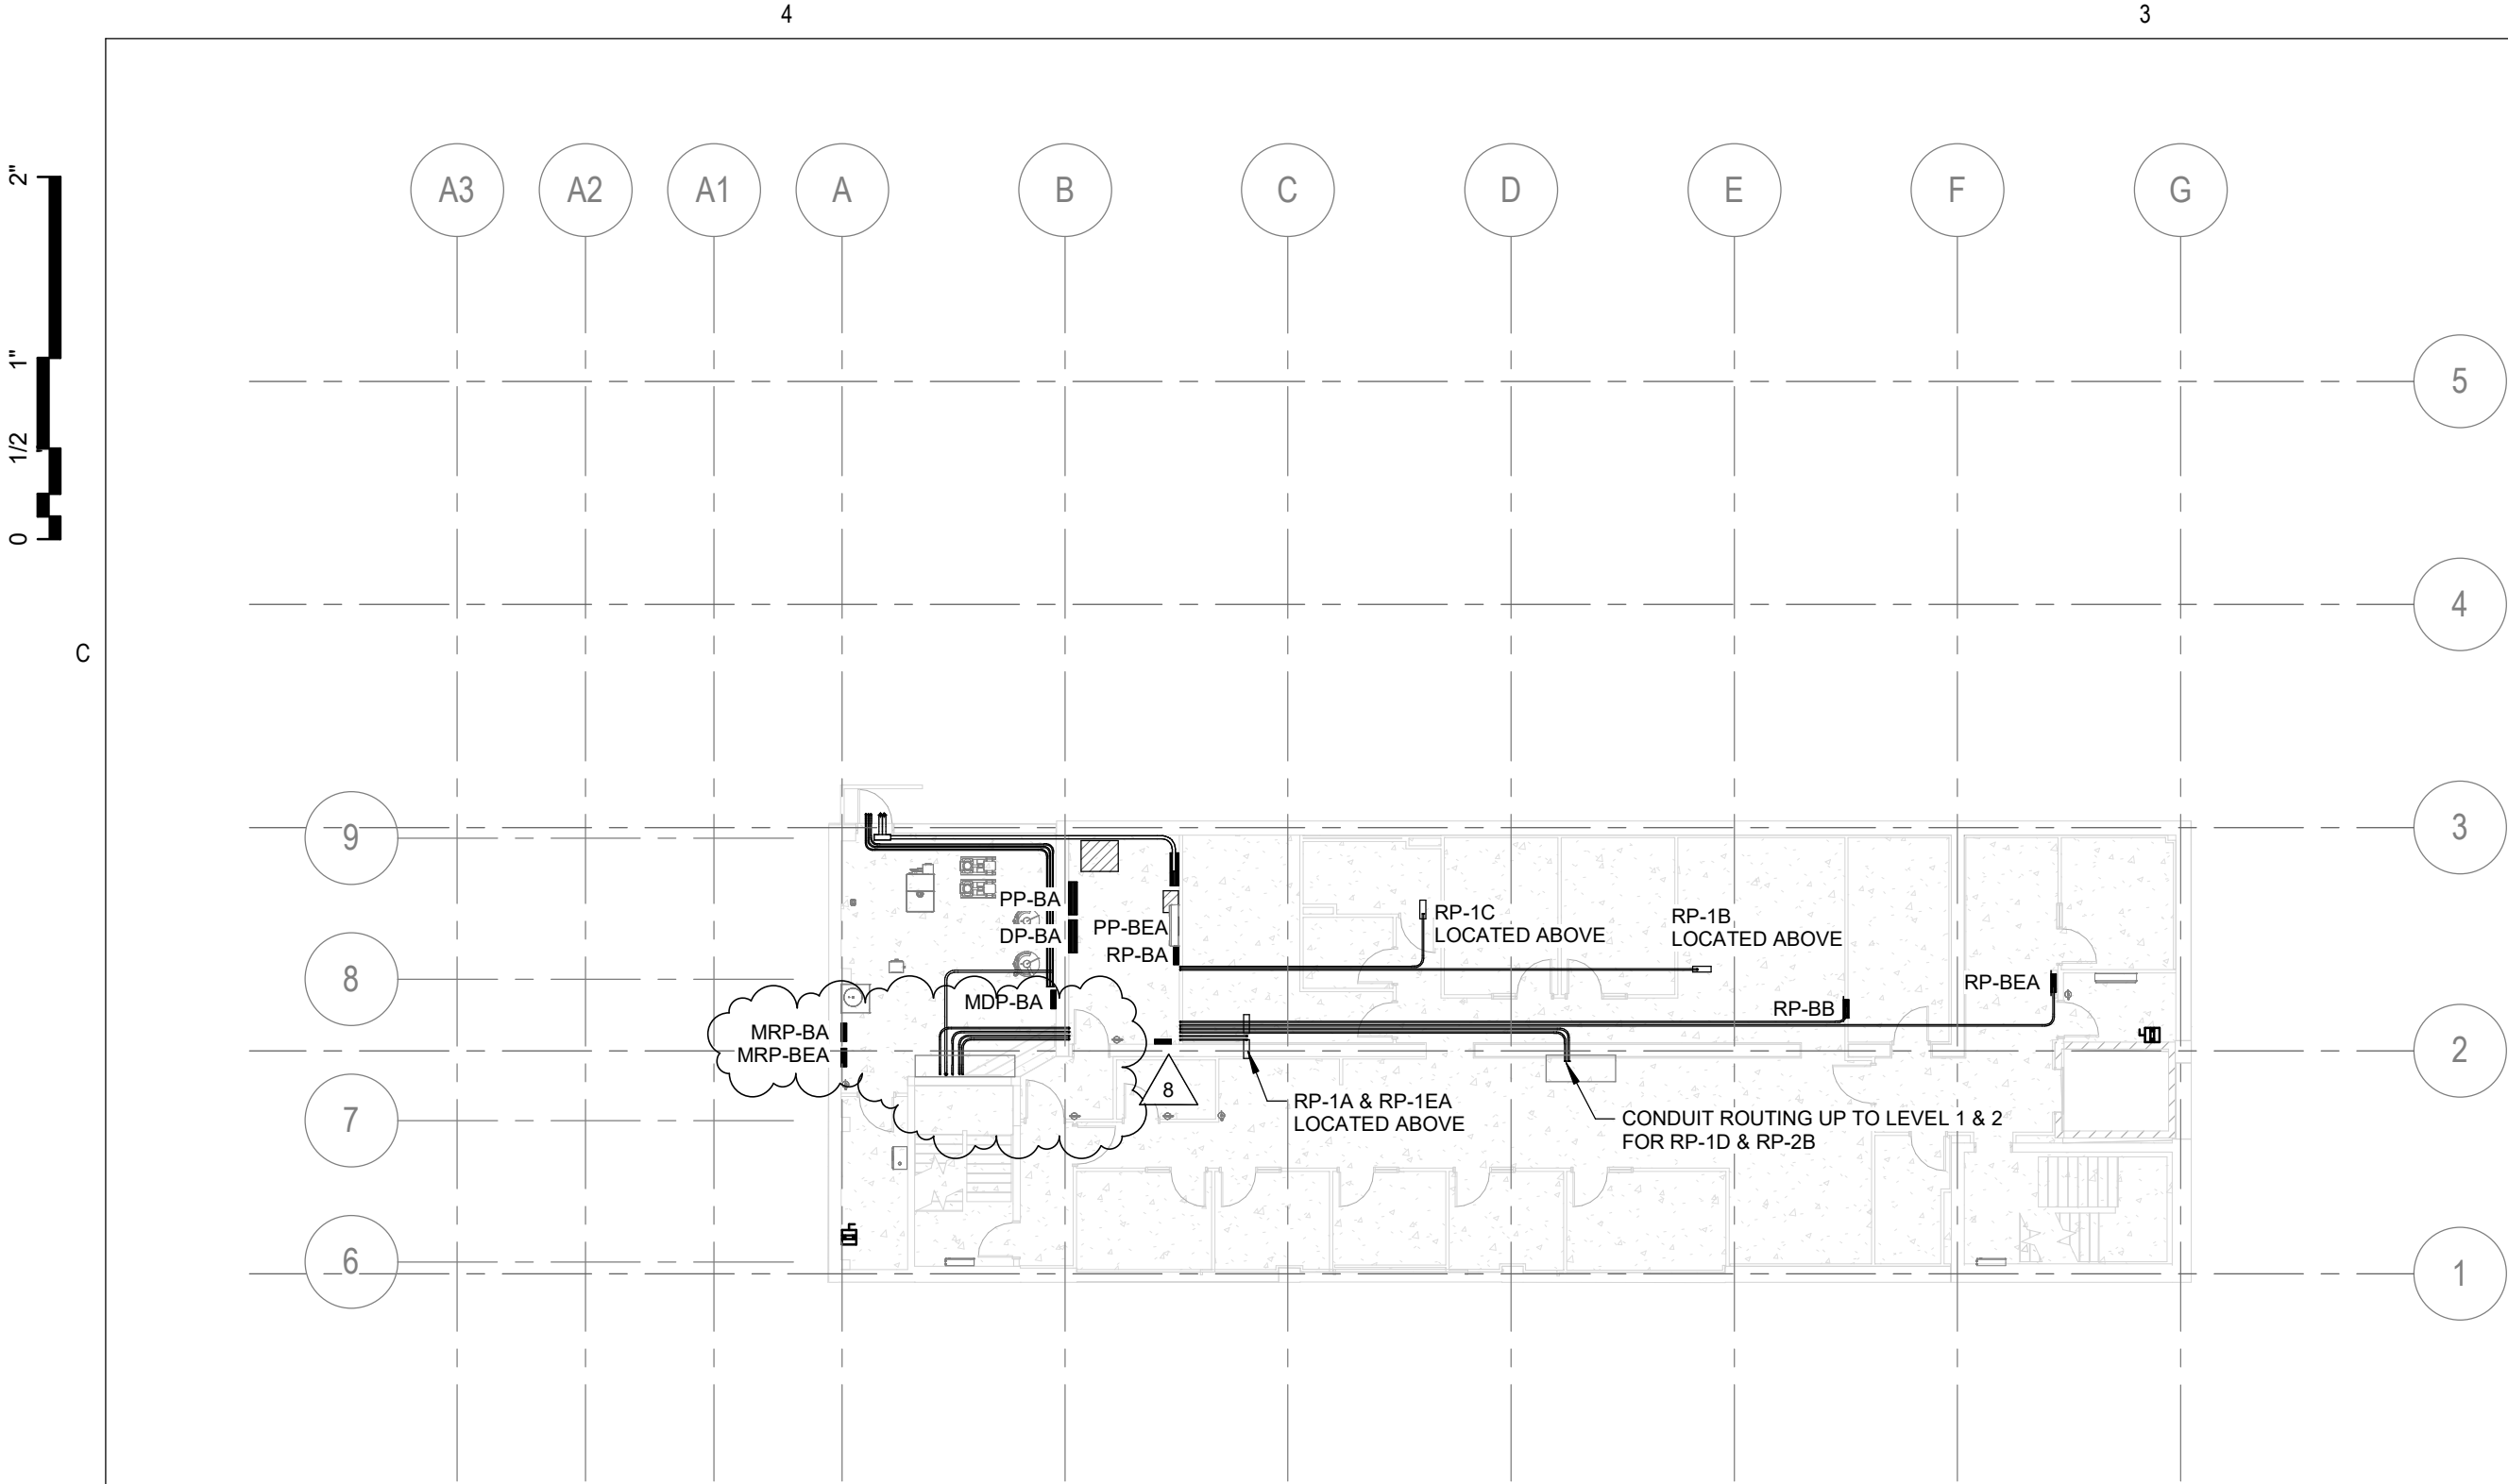 4
3
A3
A2
A1
A
B
C
D
E
F
G
2"
1"
1/2
0
5
4
C
9
3
PP-BA
DP-BA
PP-BEA
RP-BA
RP-1C
LOCATED ABOVE
RP-1B
LOCATED ABOVE
8
MDP-BA
RP-BB
RP-BEA
MRP-BA
MRP-BEA
2
8
7
RP-1A & RP-1EA
LOCATED ABOVE
CONDUIT ROUTING UP TO LEVEL 1 & 2
FOR RP-1D & RP-2B
6
1